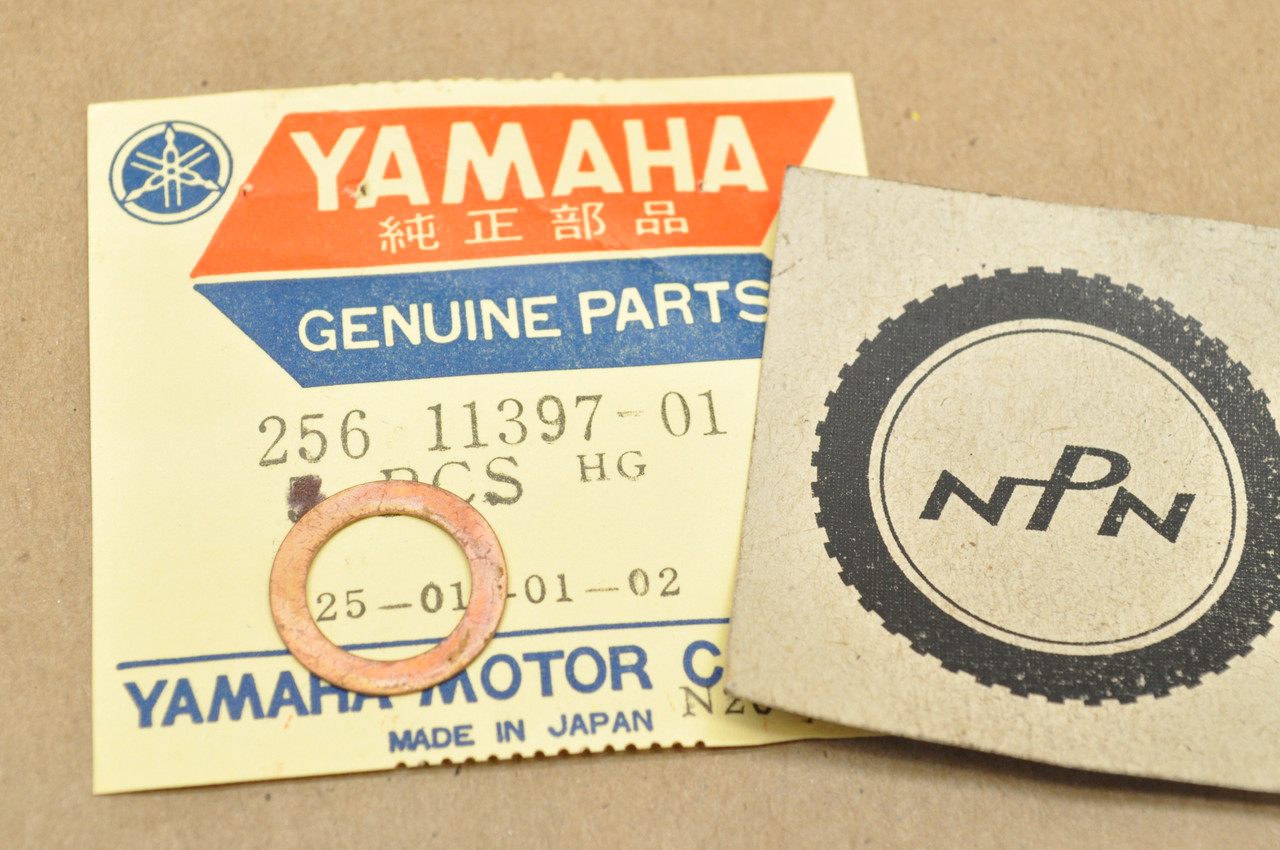 YAMAHA
純正部品
GENUINE PARTS
256 11397-01
PCS HG
25-01 -01-02
YAMAHA MOTOR C
MADE IN JAPAN
NPN